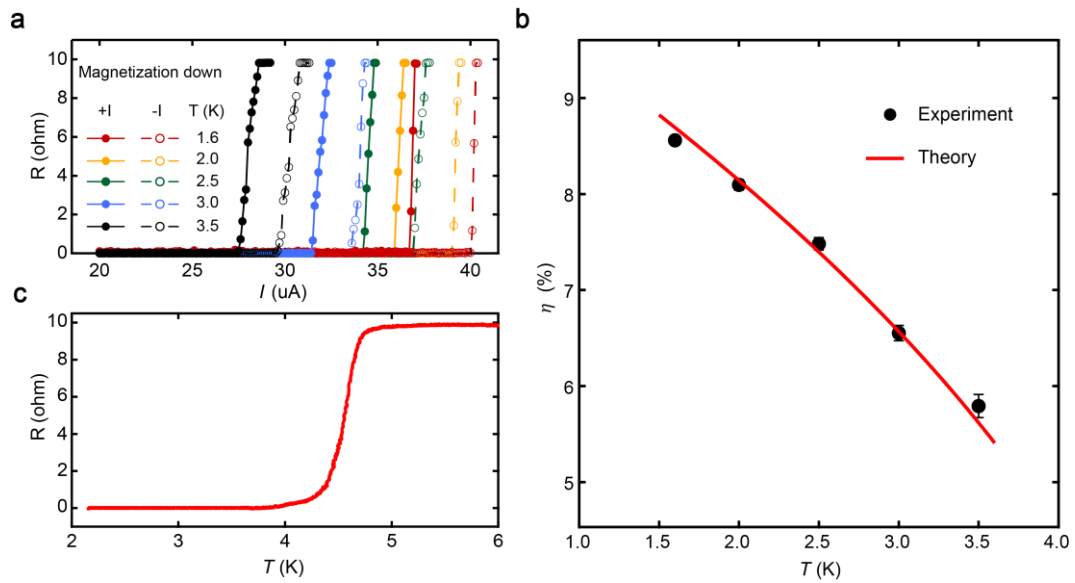 a
R (ohm)
10
8
6
4
2
0
Magnetization down
+I -I T (K)
1.6
2.0
2.5
3.0
3.5
20 25 30 35 40
I (uA)
c
R (ohm)
10
8
6
4
2
0
2 3 4 5 6
T (K)
b
η (%)
9
8
7
6
5
Experiment
Theory
1.0 1.5 2.0 2.5 3.0 3.5 4.0
T (K)